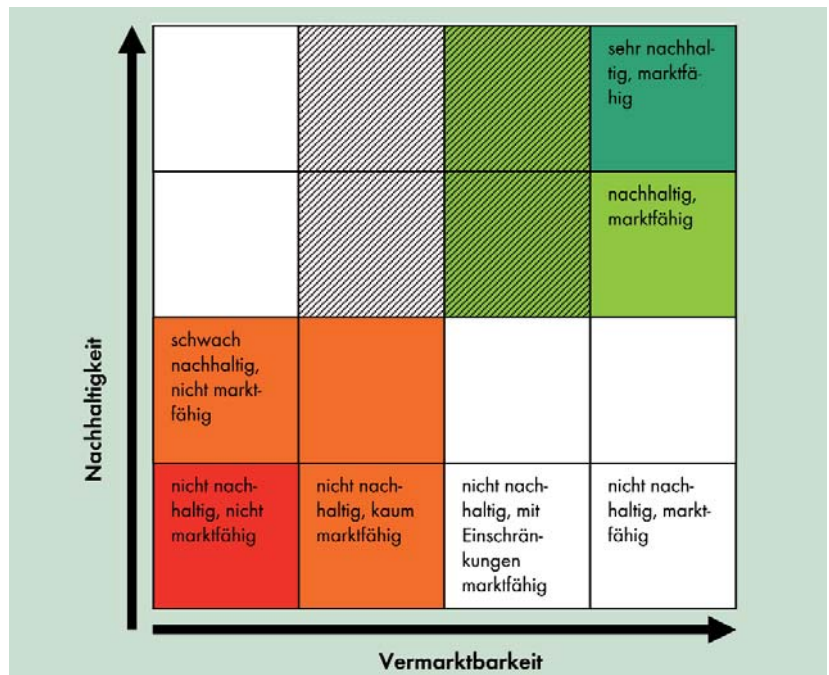 sehr nachhal-
tig, marktfä-
hig
nachhaltig,
marktfähig
schwach
nachhaltig,
nicht markt-
fähig
nicht nach-
haltig, nicht
marktfähig
nicht nach-
haltig, kaum
marktfähig
nicht nach-
haltig, mit
Einschrän-
kungen
marktfähig
nicht nach-
haltig, markt-
fähig
Nachhaltigkeit
Vermarktbarkeit